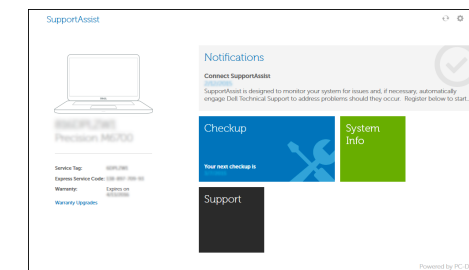 SupportAssist
Notifications
Connect SupportAssist
SupportAssist is designed to monitor your system for issues and, if necessary, automatically
engage Dell Technical Support to address problems should they occur. Register below to start
Precision M6700
Checkup
System
Info
Your next checkup is
Service Tag:
Express Service Code:
Warranty: Expires on
Warranty Upgrades
Support
Powered by PC-D